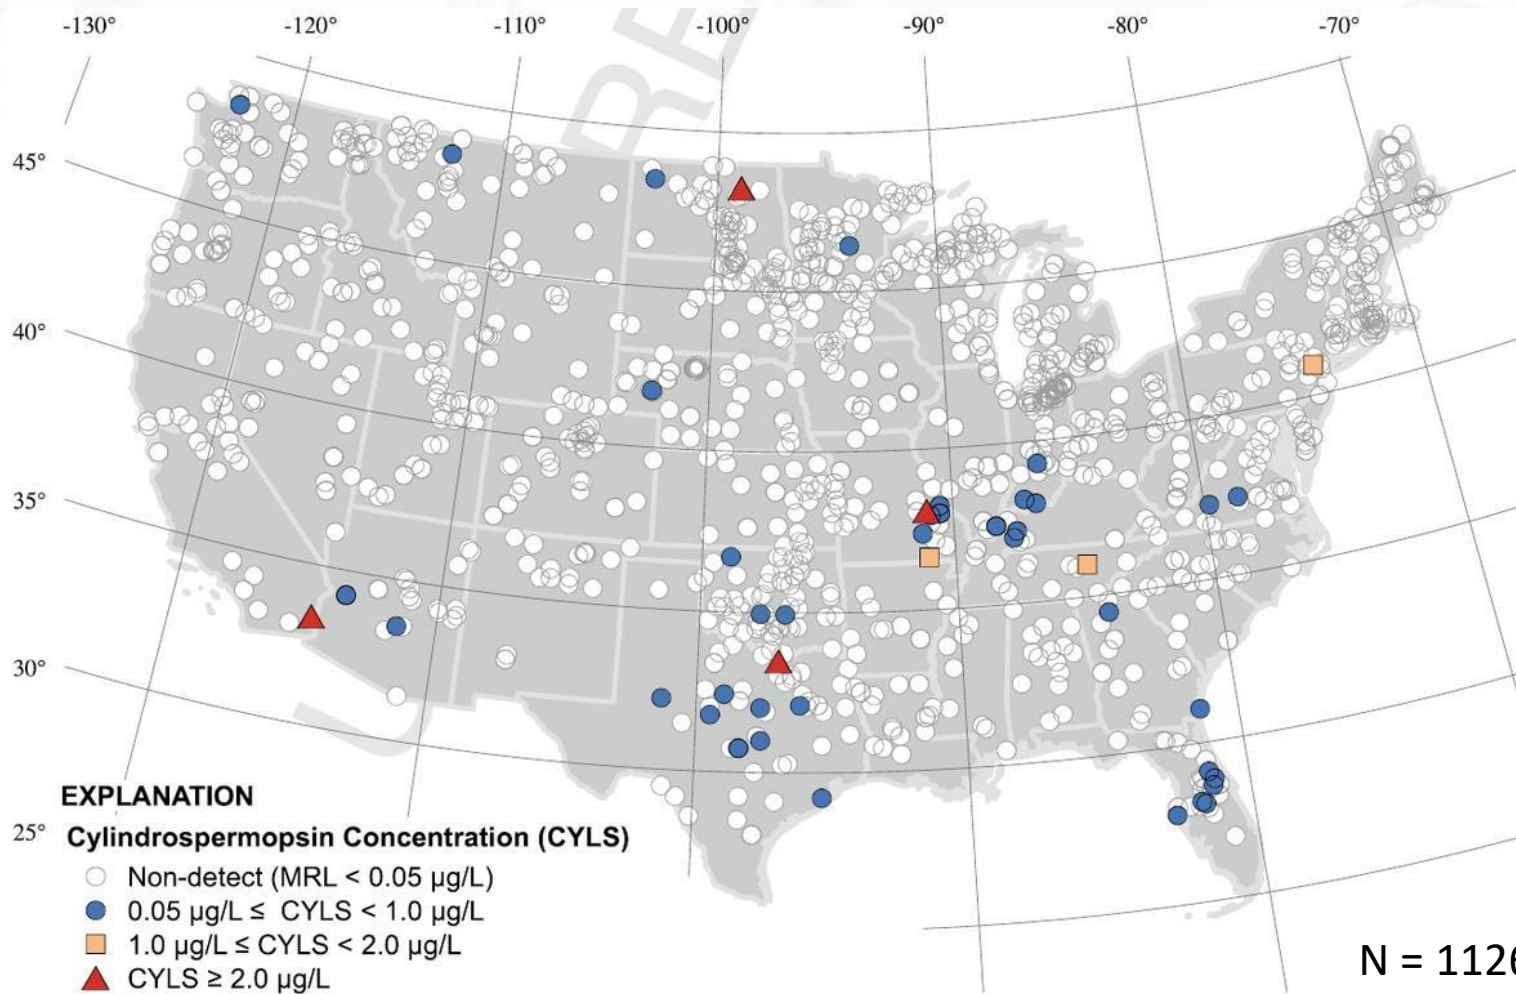 -130° -120° -110° -100° -90° -80° -70°
45°
40°
35°
30°
25°
EXPLANATION
Cylindrospermopsin Concentration (CYLS)
Non-detect (MRL < 0.05 µg/L)
0.05 µg/L ≤ CYLS < 1.0 µg/L
1.0 µg/L ≤ CYLS < 2.0 µg/L
CYLS ≥ 2.0 µg/L
N = 1126